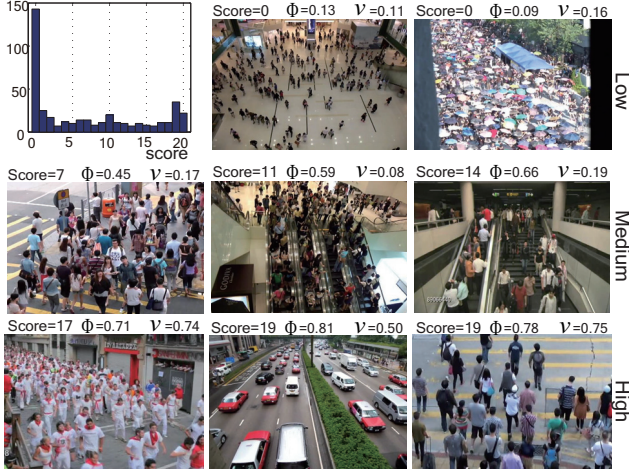 150
100
50
0
0 5 10 15 20
score
Score=0 Φ=0.13 v=0.11
Score=0 Φ=0.09 v=0.16
Low
Score=7 Φ=0.45 v=0.17
Score=11 Φ=0.59 v=0.08
Score=14 Φ=0.66 v=0.19
Medium
Score=17 Φ=0.71 v=0.74
Score=19 Φ=0.81 v=0.50
Score=19 Φ=0.78 v=0.75
High